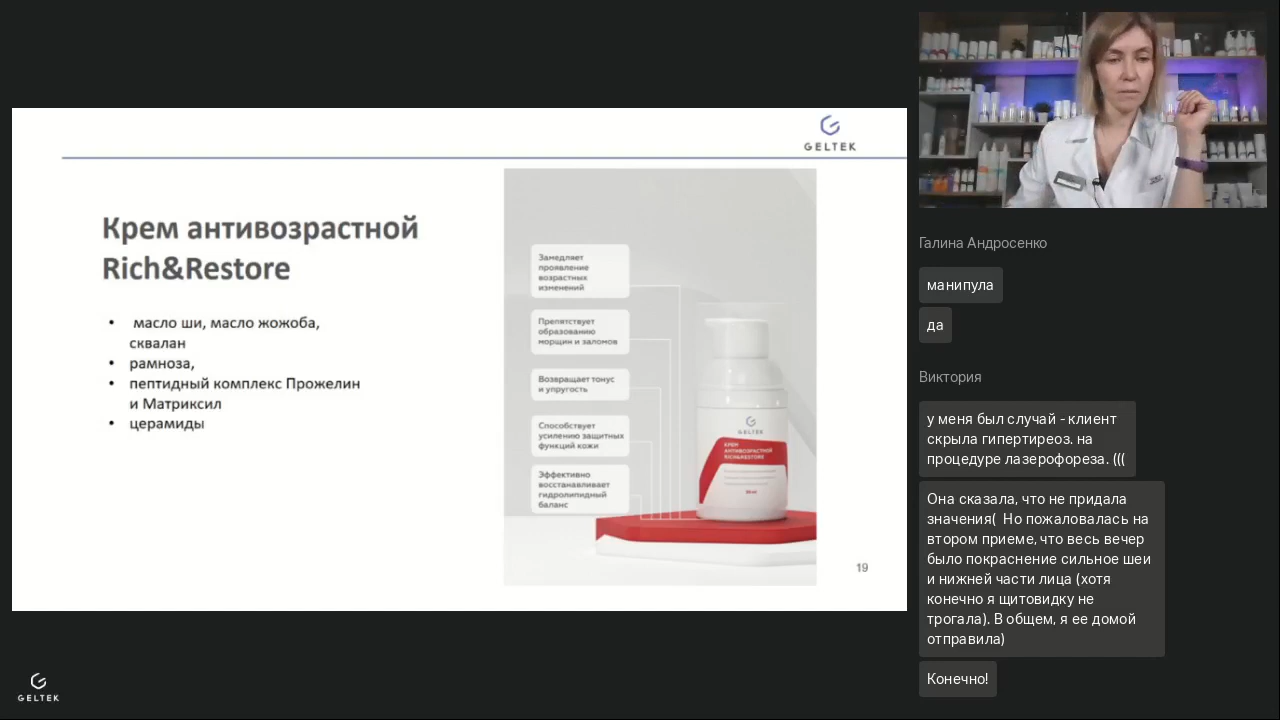 GELTEK
Крем антивозрастной
Rich&Restore
• масло ши, масло жожоба,
сквалан
• рамноза,
• пептидный комплекс Прожелин
и Матриксил
• церамиды
Замедляет
проявление
возрастных
изменений
Препятствует
образованию
морщин и заломов
Возвращает тонус
и упругость
Способствует
усилению защитных
функций кожи
Эффективно
восстанавливает
гидролипидный
баланс
GELTEK
КРЕМ
АНТИВОЗРАСТНОЙ
RICH&RESTORE
19
GELTEK
Галина Андросенко
манипула
да
Виктория
у меня был случай - клиент
скрыла гипертиреоз. на
процедуре лазерофореза. (((
Она сказала, что не придала
значения( Но пожаловалась на
втором приеме, что весь вечер
было покраснение сильное шеи
и нижней части лица (хотя
конечно я щитовидку не
трогала). В общем, я ее домой
отправила)
Конечно!